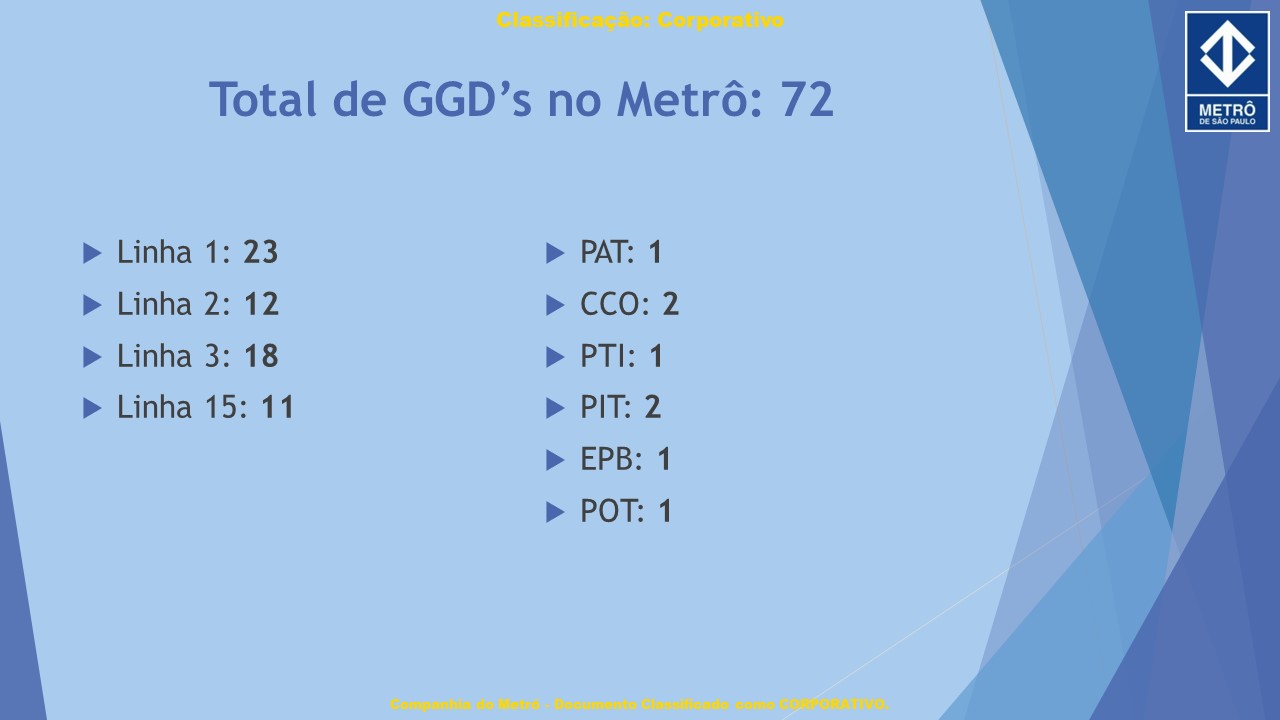 Classificação: Corporativo
METRÔ
DE SÃO PAULO
Total de GGD’s no Metrô: 72
Linha 1: 23
Linha 2: 12
Linha 3: 18
Linha 15: 11
PAT: 1
CCO: 2
PTI: 1
PIT: 2
EPB: 1
POT: 1
Companhia do Metrô - Documento Classificado como CORPORATIVO.